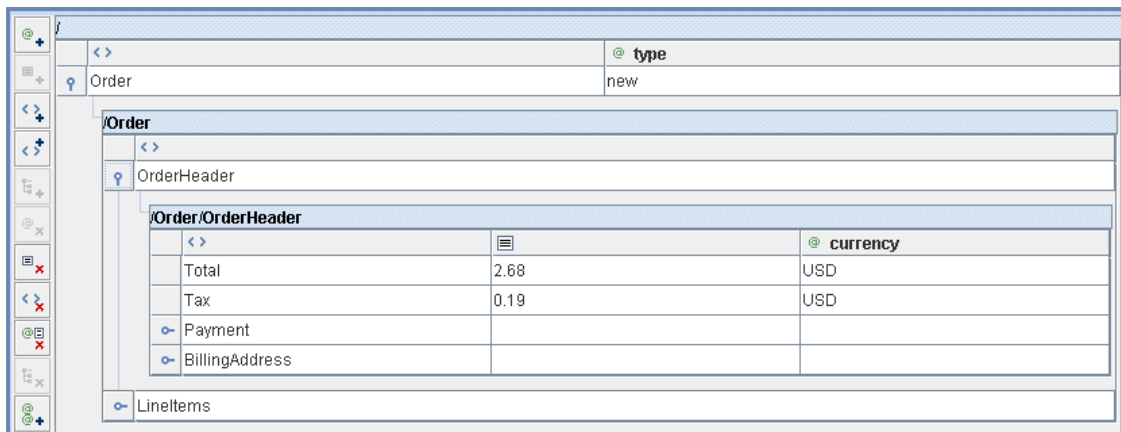 /
< > @ type
Order new
/Order
< >
OrderHeader
/Order/OrderHeader
< > @ currency
Total 2.68 USD
Tax 0.19 USD
Payment
BillingAddress
LineItems